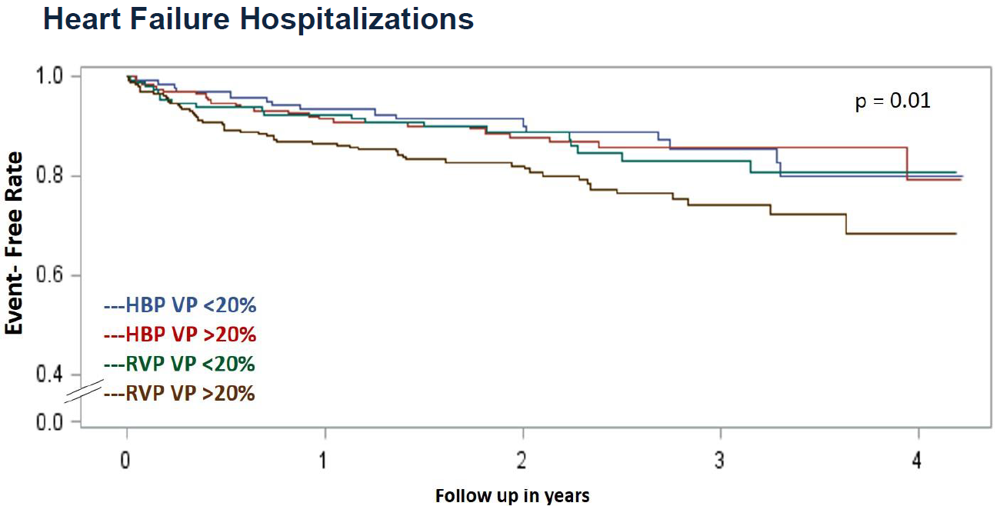 Heart Failure Hospitalizations
1.0
0.8
0.6
0.4
0.0
Event- Free Rate
p = 0.01
---HBP VP <20%
---HBP VP >20%
---RVP VP <20%
---RVP VP >20%
0 1 2 3 4
Follow up in years